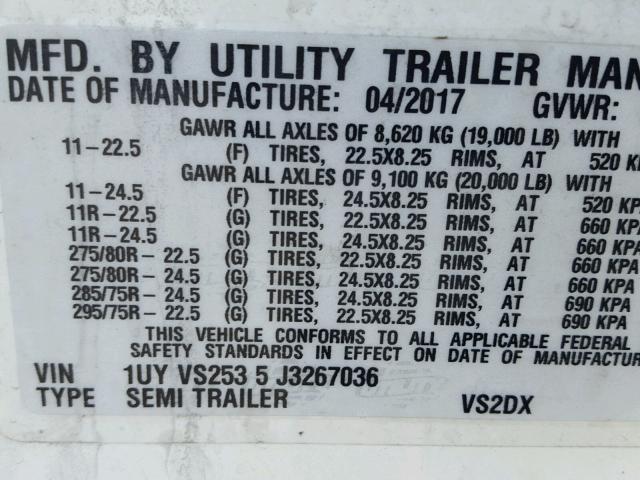 MFD. BY UTILITY TRAILER MAN
DATE OF MANUFACTURE: 04/2017 GVWR:
GAWR ALL AXLES OF 8,620 KG (19,000 LB) WITH
11-22.5 (F) TIRES, 22.5X8.25 RIMS, AT 520 KP
GAWR ALL AXLES OF 9,100 KG (20,000 LB) WITH
11-24.5 (F) TIRES, 24.5X8.25 RIMS, AT 520 KPA
11R-22.5 (G) TIRES, 22.5X8.25 RIMS, AT 660 KPA
11R-24.5 (G) TIRES, 24.5X8.25 RIMS, AT 660 KPA
275/80R-22.5 (G) TIRES, 22.5X8.25 RIMS, AT 660 KPA
275/80R-24.5 (G) TIRES, 24.5X8.25 RIMS, AT 660 KPA
285/75R-24.5 (G) TIRES, 24.5X8.25 RIMS, AT 690 KPA
295/75R-22.5 (G) TIRES, 22.5X8.25 RIMS, AT 690 KPA
THIS VEHICLE CONFORMS TO ALL APPLICABLE FEDERAL
SAFETY STANDARDS IN EFFECT ON DATE OF MANUFACTUR
VIN 1UY VS253 5 J3267036
TYPE SEMI TRAILER VS2DX